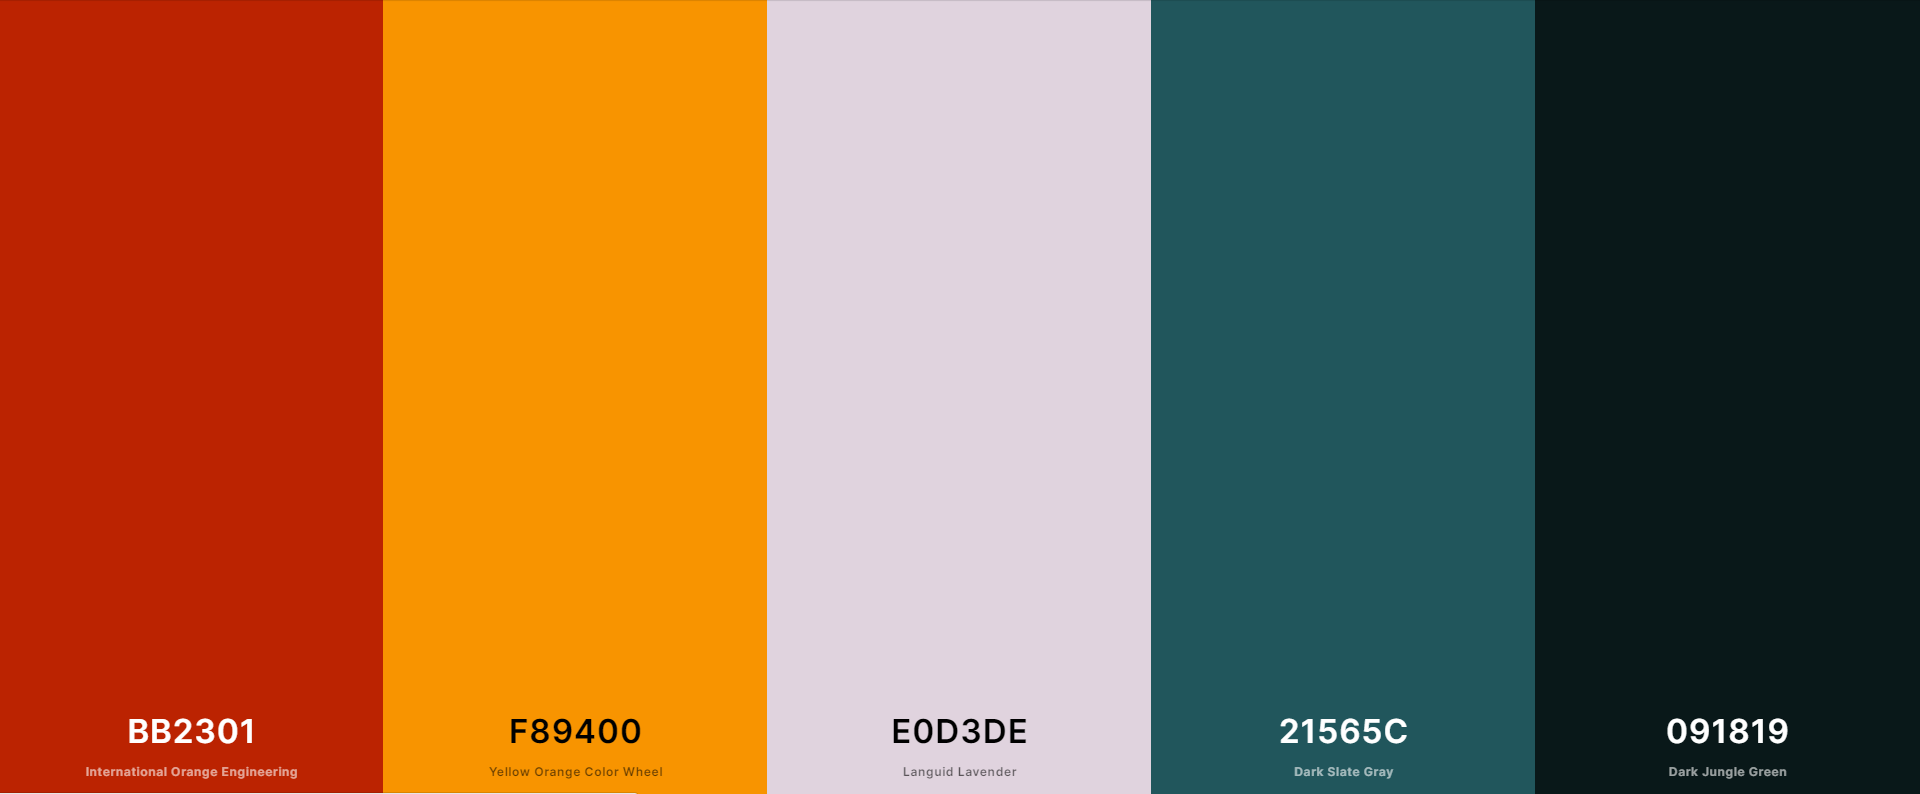 BB2301
International Orange Engineering
F89400
Yellow Orange Color Wheel
E0D3DE
Languid Lavender
21565C
Dark Slate Gray
091819
Dark Jungle Green